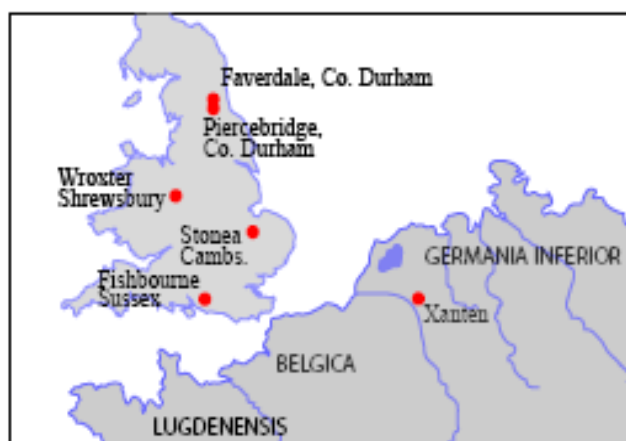 Faverdale, Co. Durham
Piercebridge,
Co. Durham
Wroxter
Shrewsbury
Stonea
Cambs.
GERMANIA INFERIOR
Fishbourne
Sussex
Xanten
BELGICA
LUGDENENSIS